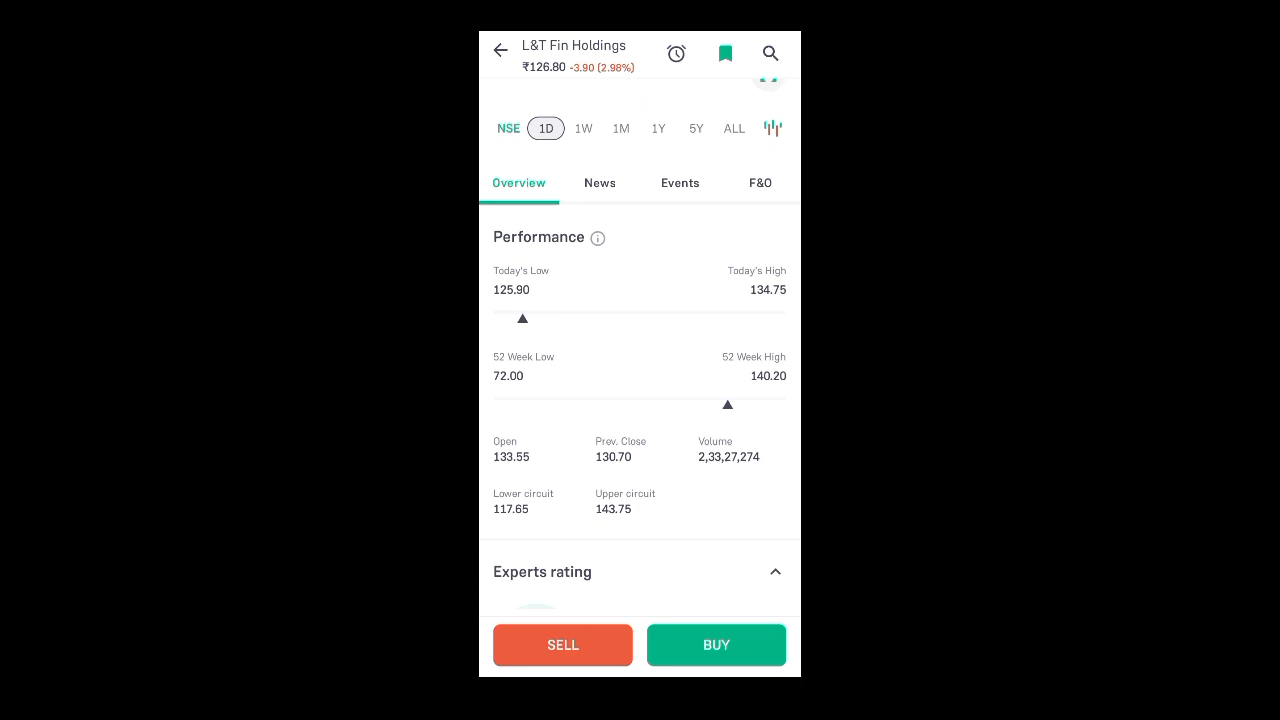 L&T Fin Holdings
₹126.80 -3.90 (2.98%)
NSE 1D 1W 1M 1Y 5Y ALL
Overview News Events F&O
Performance
Today's Low Today's High
125.90 134.75
52 Week Low 52 Week High
72.00 140.20
Open Prev. Close Volume
133.55 130.70 2,33,27,274
Lower circuit Upper circuit
117.65 143.75
Experts rating
SELL BUY